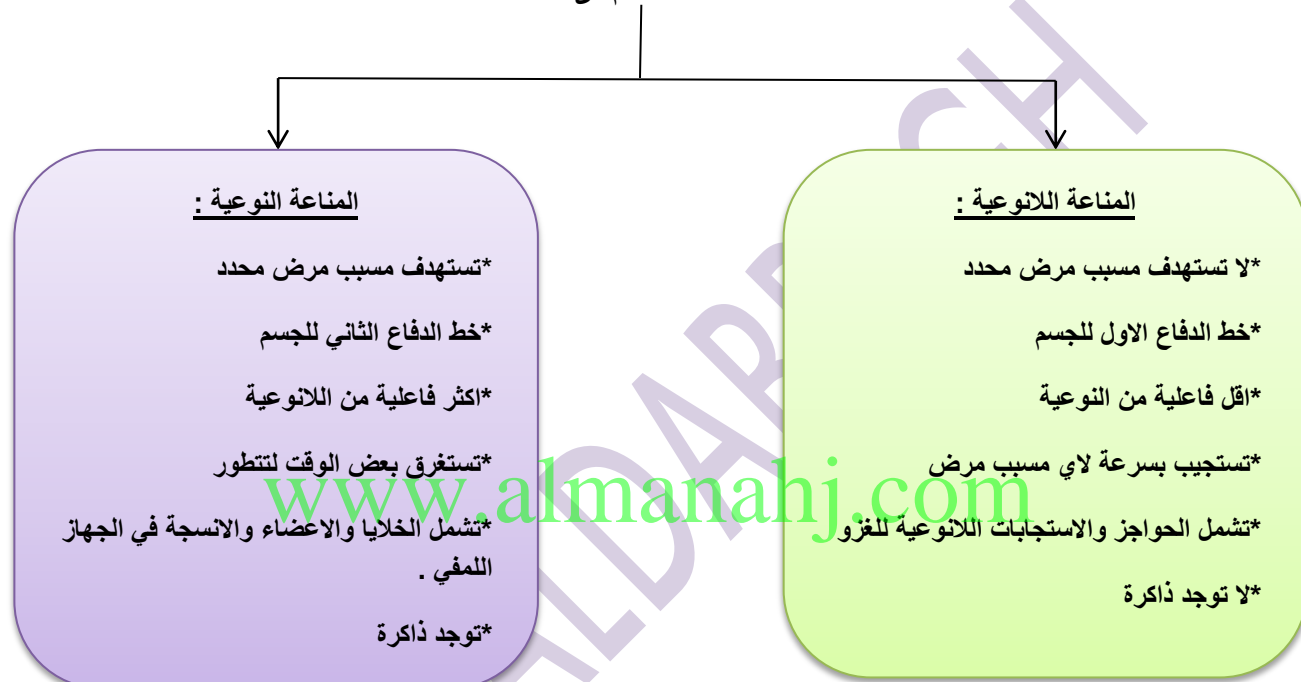 المناعة اللانوعية :
*لا تستهدف مسبب مرض محدد
*خط الدفاع الاول للجسم
*اقل فاعلية من النوعية
*تستجيب بسرعة لاي مسبب مرض
*تشمل الحواجز والاستجابات اللانوعية للغزو
*لا توجد ذاكرة
المناعة النوعية :
*تستهدف مسبب مرض محدد
*خط الدفاع الثاني للجسم
*اكثر فاعلية من اللانوعية
*تستغرق بعض الوقت لتتطور
*تشمل الخلايا والاعضاء والانسجة في الجهاز
اللمفي .
*توجد ذاكرة
www.almanahj.com